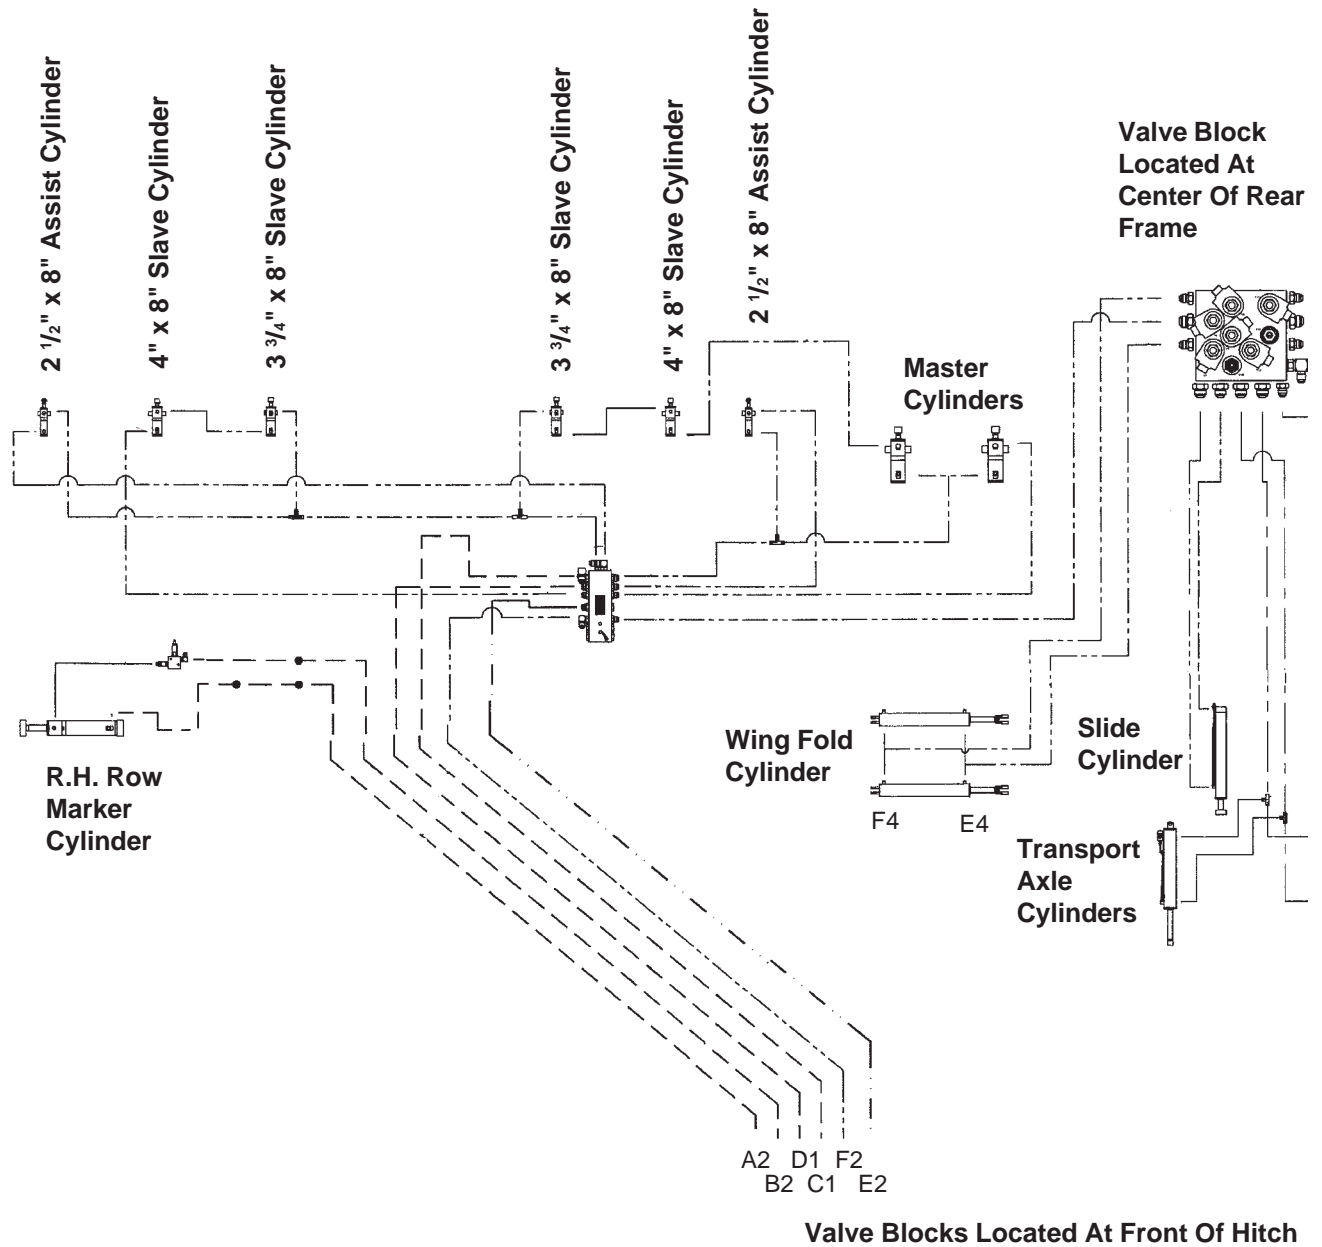 2 1/2" x 8" Assist Cylinder
4" x 8" Slave Cylinder
3 3/4" x 8" Slave Cylinder
3 3/4" x 8" Slave Cylinder
4" x 8" Slave Cylinder
2 1/2" x 8" Assist Cylinder
Valve Block
Located At
Center Of Rear
Frame
Master
Cylinders
R.H. Row
Marker
Cylinder
Wing Fold
Cylinder
F4
E4
Slide
Cylinder
Transport
Axle
Cylinders
A2
D1
F2
B2
C1
E2
Valve Blocks Located At Front Of Hitch